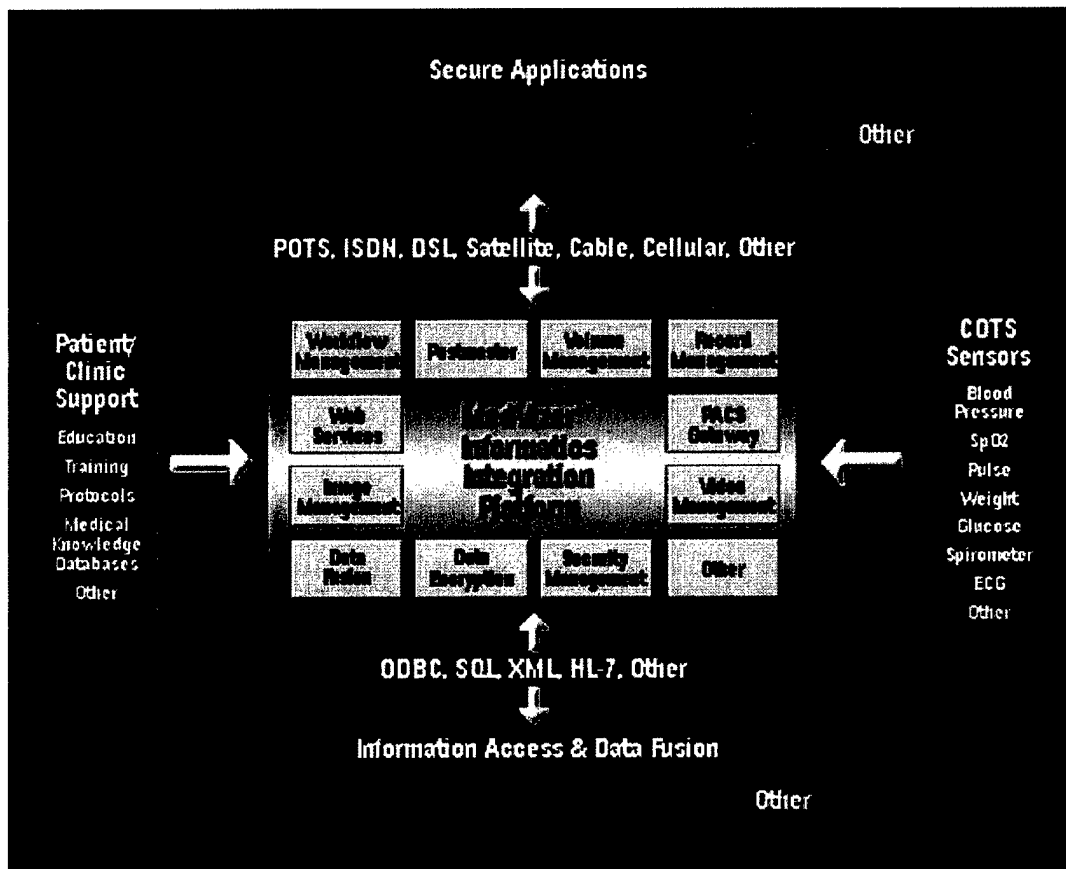 Secure Applications
Other
POTS, ISDN, DSL, Satellite, Cable, Cellular, Other
Patient/
Clinic
Support
Education
Training
Protocols
Medical
Knowledge
Databases
Other
Workflow
Management
Postmaster
Volume
Management
Record
Management
Web
Services
Informatics
Integration
Platform
PACS
Gateway
Image
Management
Video
Management
Data
Data
Encryption
Security
Management
Other
COTS
Sensors
Blood
Pressure
SpO2
Pulse
Weight
Glucose
Spirometer
ECG
Other
ODBC, SQL, XML, HL-7, Other
Information Access & Data Fusion
Other